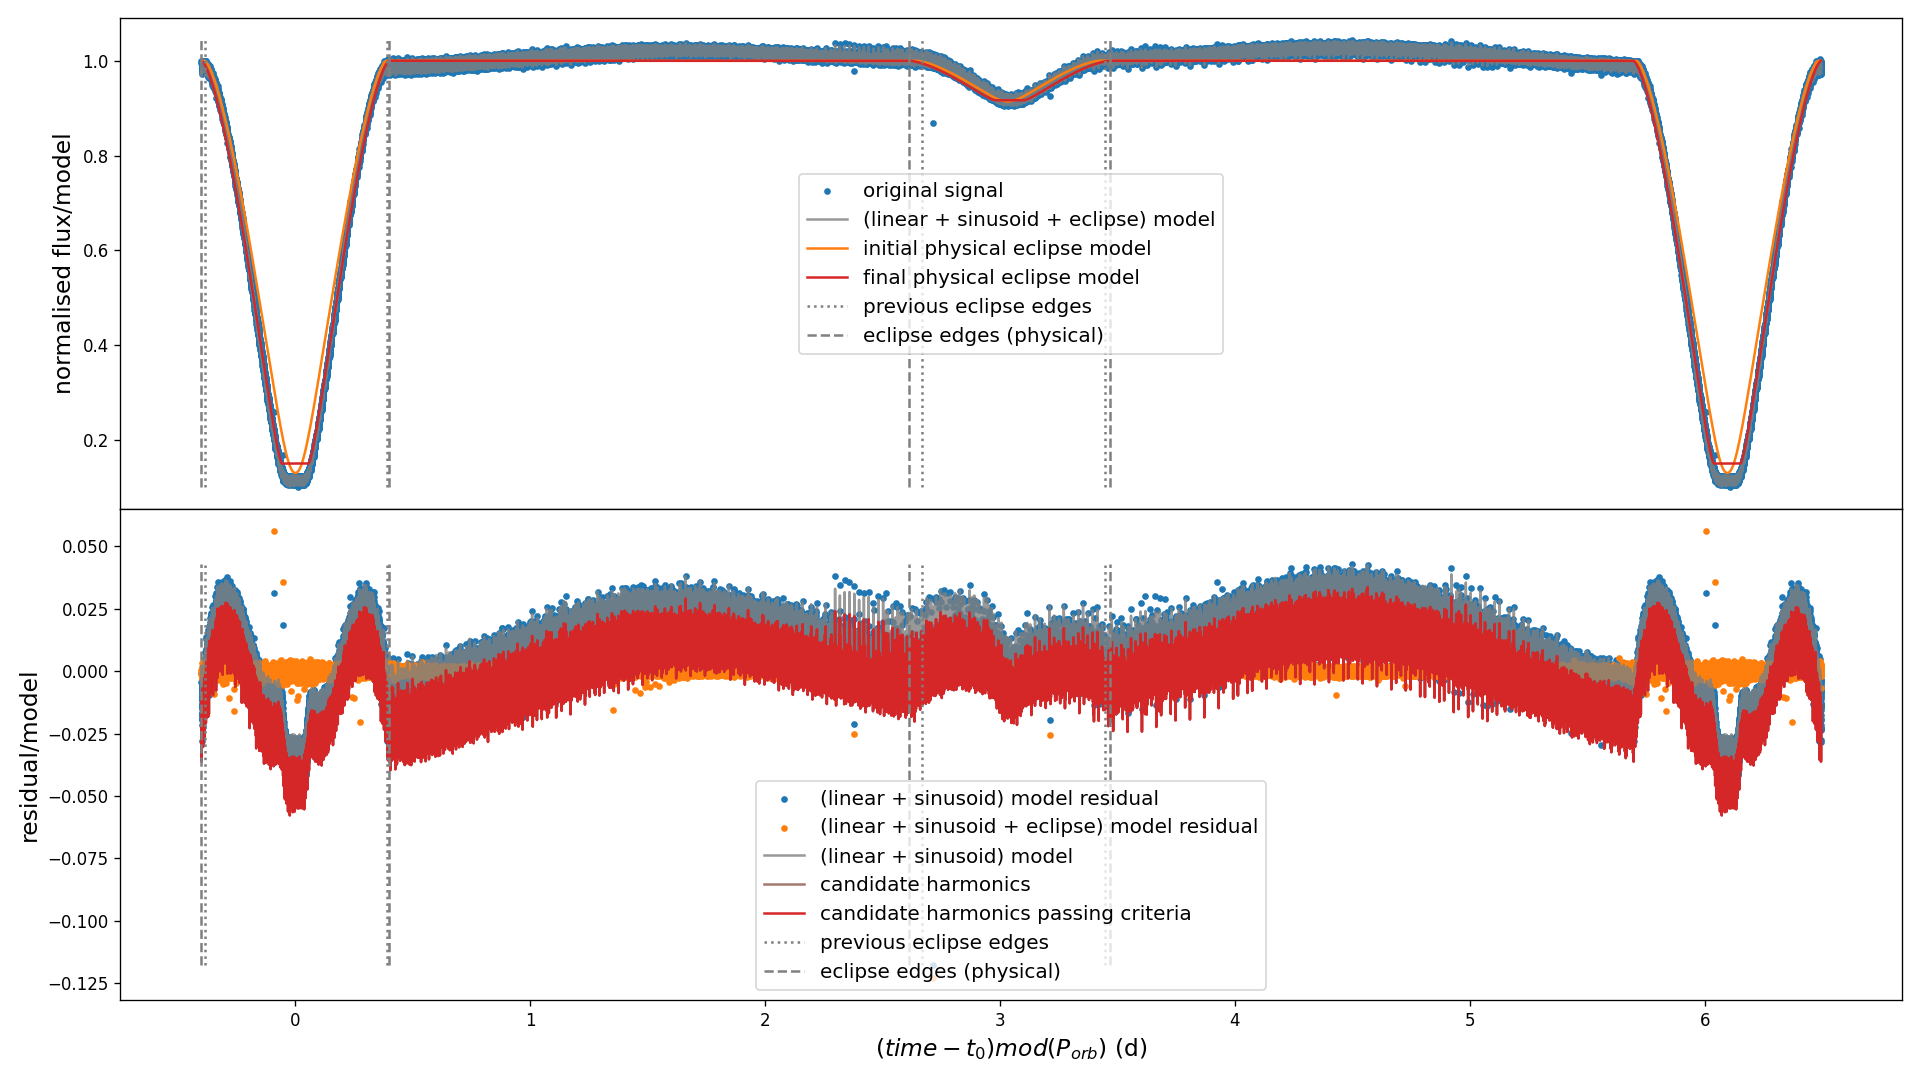 1.0
0.8
0.6
0.4
0.2
normalised flux/model
original signal
(linear + sinusoid + eclipse) model
initial physical eclipse model
final physical eclipse model
previous eclipse edges
eclipse edges (physical)
0.050
0.025
0.000
−0.025
−0.050
−0.075
−0.100
−0.125
residual/model
(linear + sinusoid) model residual
(linear + sinusoid + eclipse) model residual
(linear + sinusoid) model
candidate harmonics
candidate harmonics passing criteria
previous eclipse edges
eclipse edges (physical)
0 1 2 3 4 5 6
(time − t₀)mod(P_orb) (d)